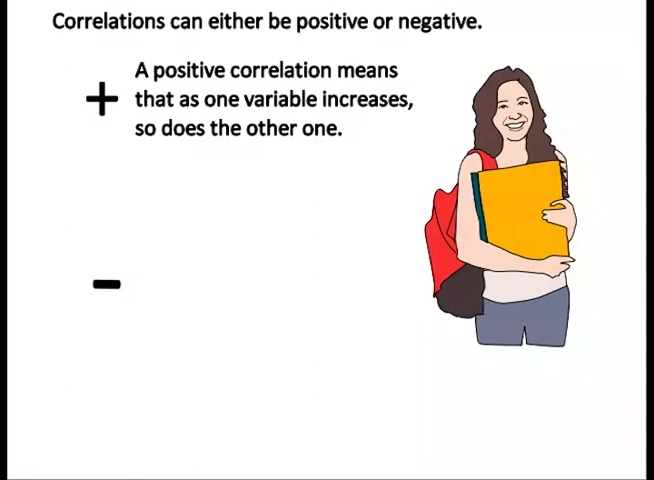 Correlations can either be positive or negative.
+
A positive correlation means
that as one variable increases,
so does the other one.
-